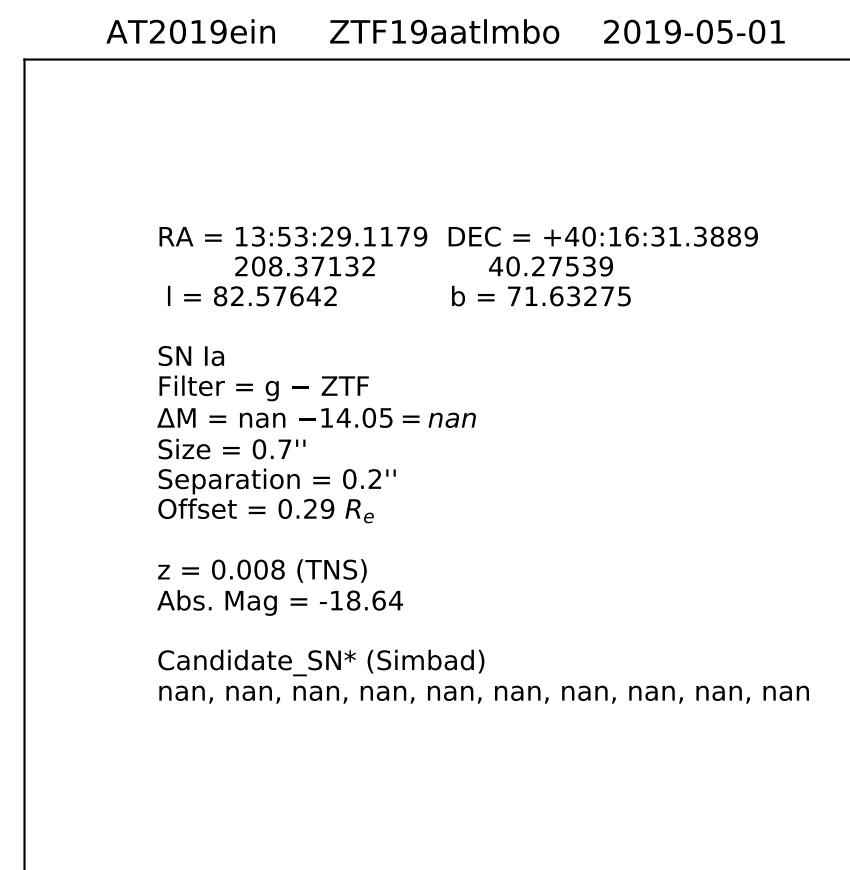 AT2019ein ZTF19aatlmbo 2019-05-01
RA = 13:53:29.1179 DEC = +40:16:31.3889
208.37132 40.27539
l = 82.57642 b = 71.63275
SN Ia
Filter = g − ZTF
ΔM = nan −14.05 = nan
Size = 0.7''
Separation = 0.2''
Offset = 0.29 Re
z = 0.008 (TNS)
Abs. Mag = -18.64
Candidate_SN* (Simbad)
nan, nan, nan, nan, nan, nan, nan, nan, nan, nan